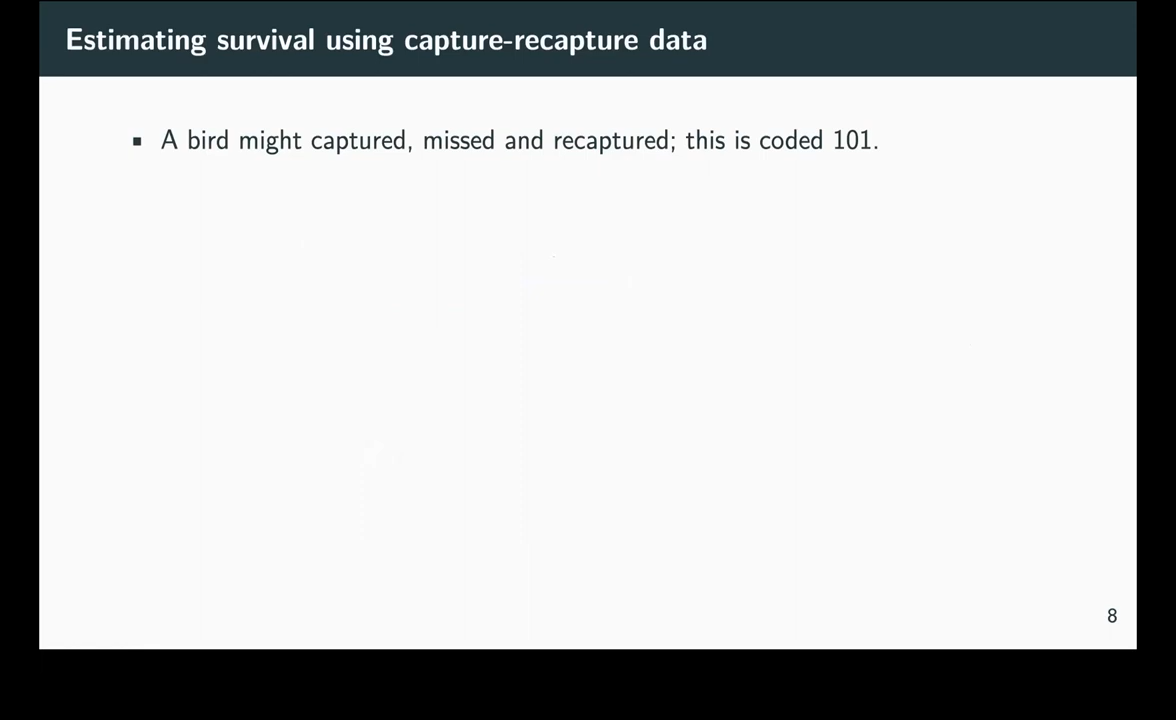 Estimating survival using capture-recapture data
▪ A bird might captured, missed and recaptured; this is coded 101.
8